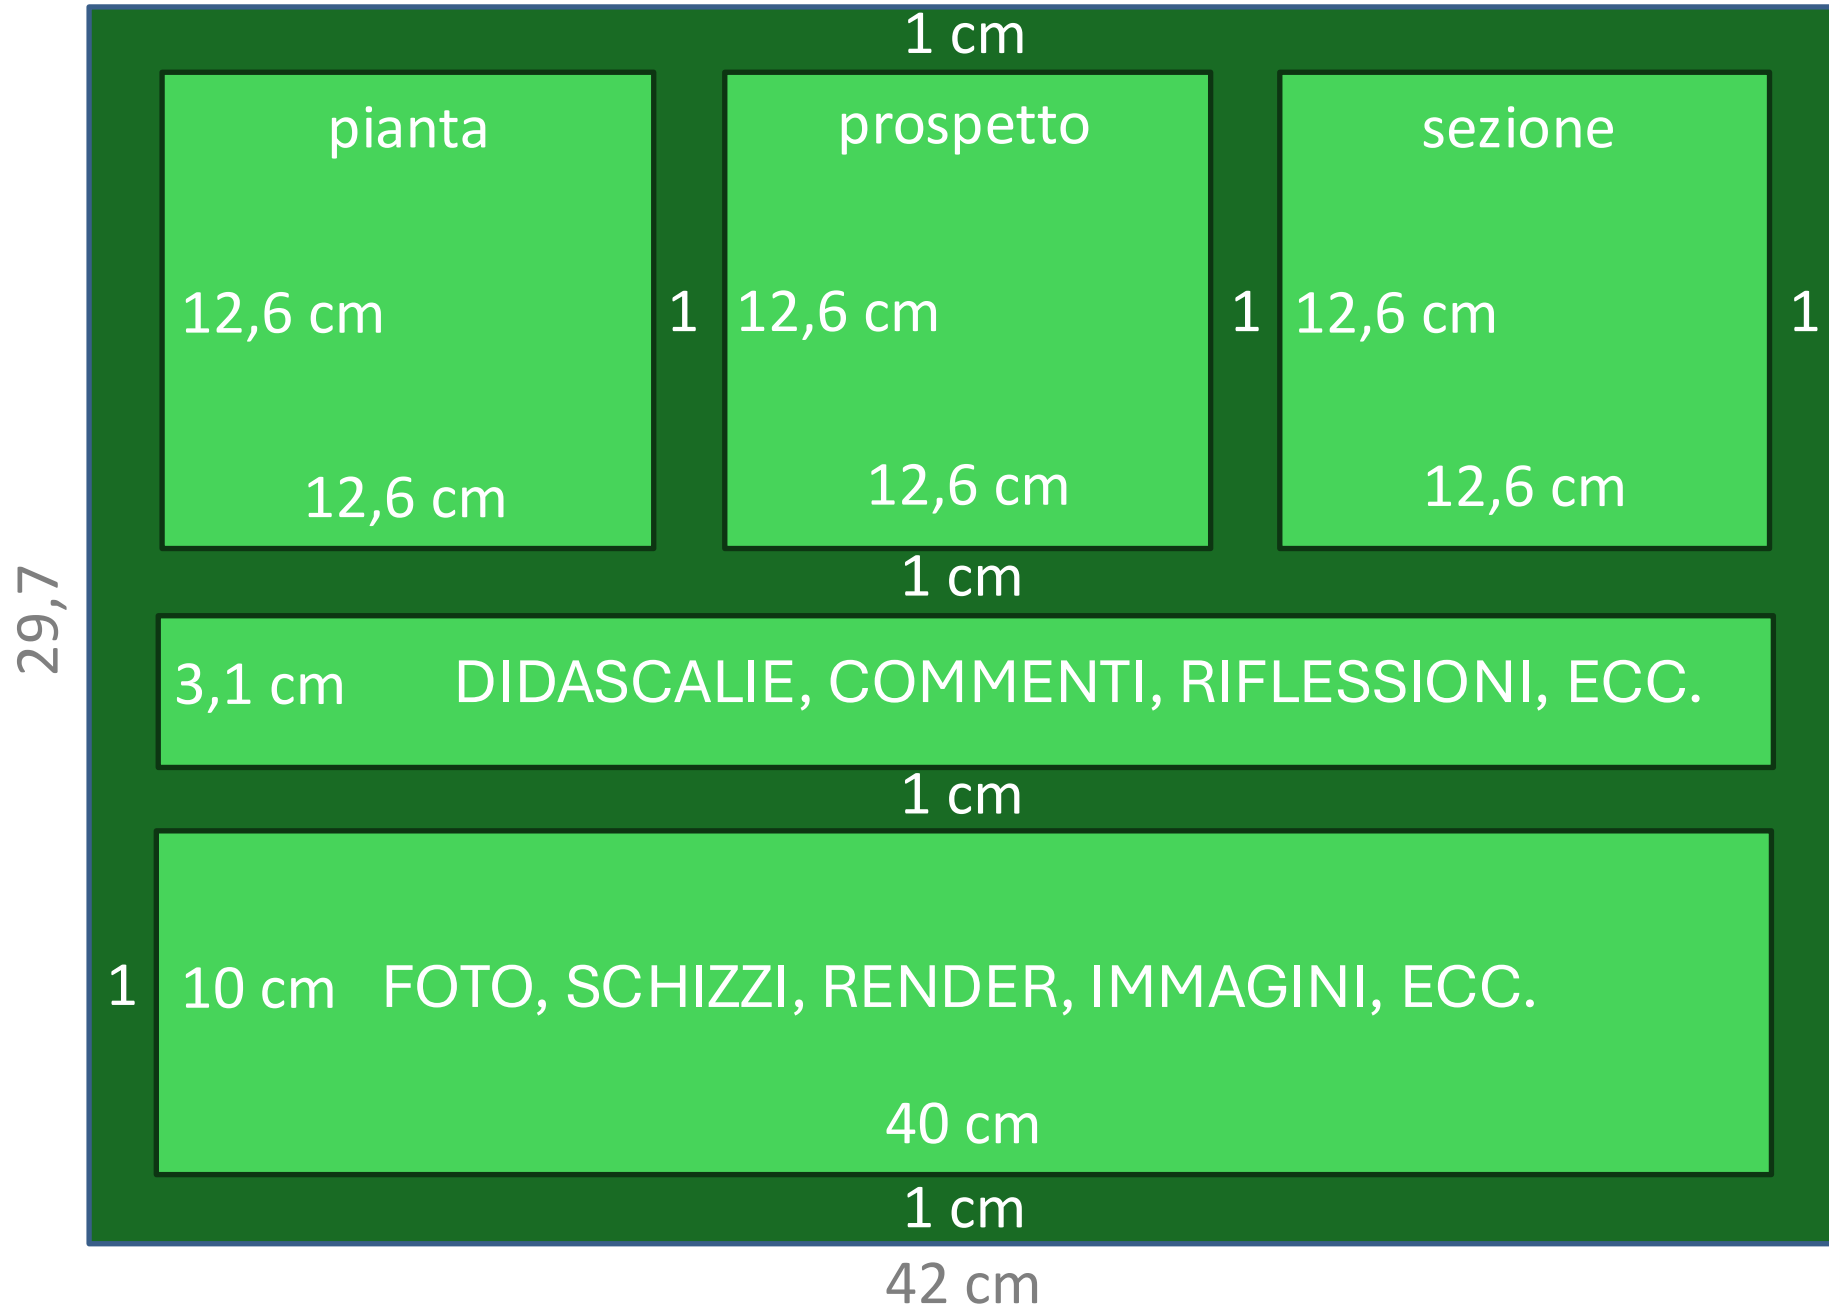 1 cm
pianta
prospetto
sezione
12,6 cm
1
12,6 cm
1
12,6 cm
1
12,6 cm
12,6 cm
12,6 cm
1 cm
29,7
3,1 cm
DIDASCALIE, COMMENTI, RIFLESSIONI, ECC.
1 cm
1
10 cm
FOTO, SCHIZZI, RENDER, IMMAGINI, ECC.
40 cm
1 cm
42 cm